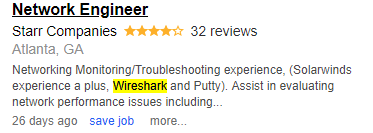 Network Engineer
Starr Companies 32 reviews
Atlanta, GA
Networking Monitoring/Troubleshooting experience, (Solarwinds
experience a plus, Wireshark and Putty). Assist in evaluating
network performance issues including...
26 days ago save job more...